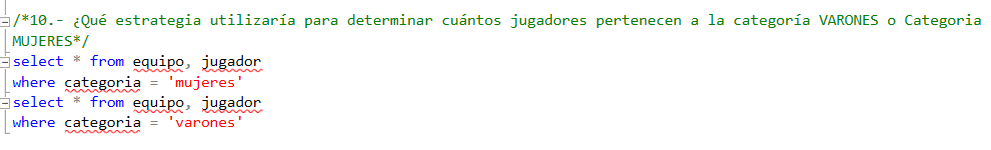 /*10.- ¿Qué estrategia utilizaría para determinar cuántos jugadores pertenecen a la categoría VARONES o Categoria
MUJERES*/
select * from equipo, jugador
where categoria = 'mujeres'
select * from equipo, jugador
where categoria = 'varones'